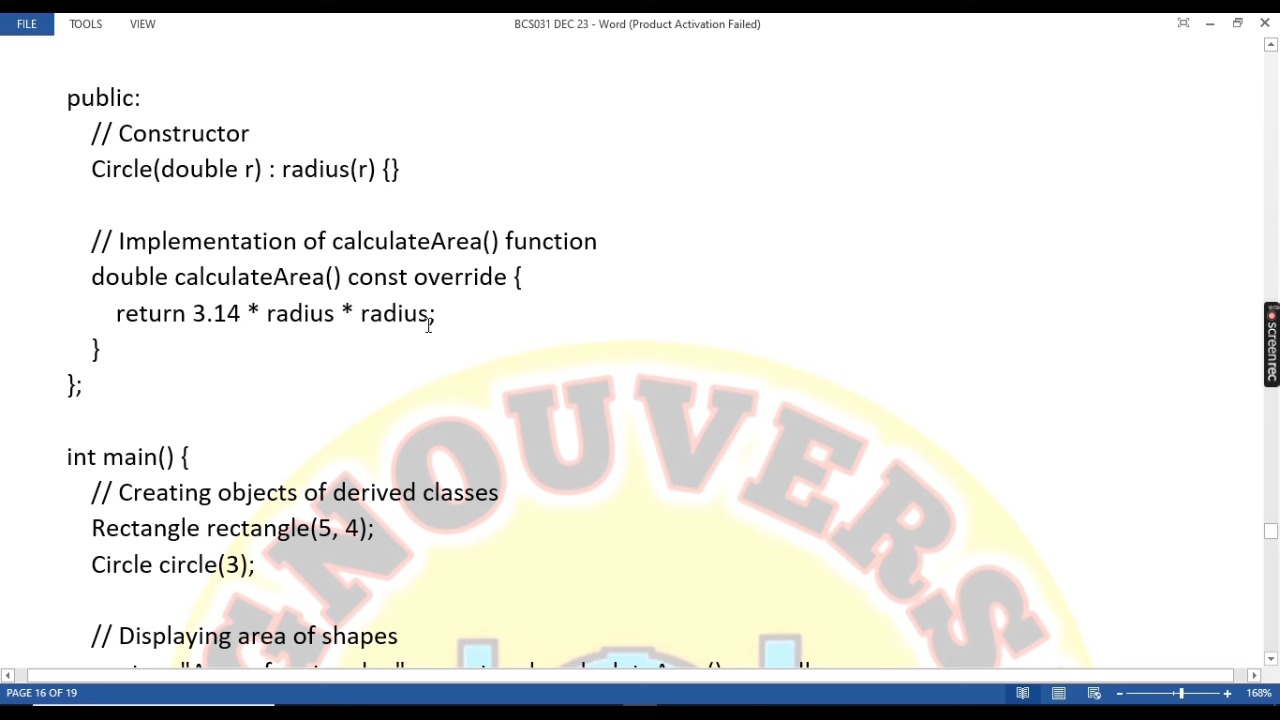 FILE TOOLS VIEW BCS031 DEC 23 - Word (Product Activation Failed)
public:
// Constructor
Circle(double r) : radius(r) {}
// Implementation of calculateArea() function
double calculateArea() const override {
return 3.14 * radius * radius;
}
};
int main() {
// Creating objects of derived classes
Rectangle rectangle(5, 4);
Circle circle(3);
// Displaying area of shapes
GNOUVERS
screenrec
PAGE 16 OF 19 168%